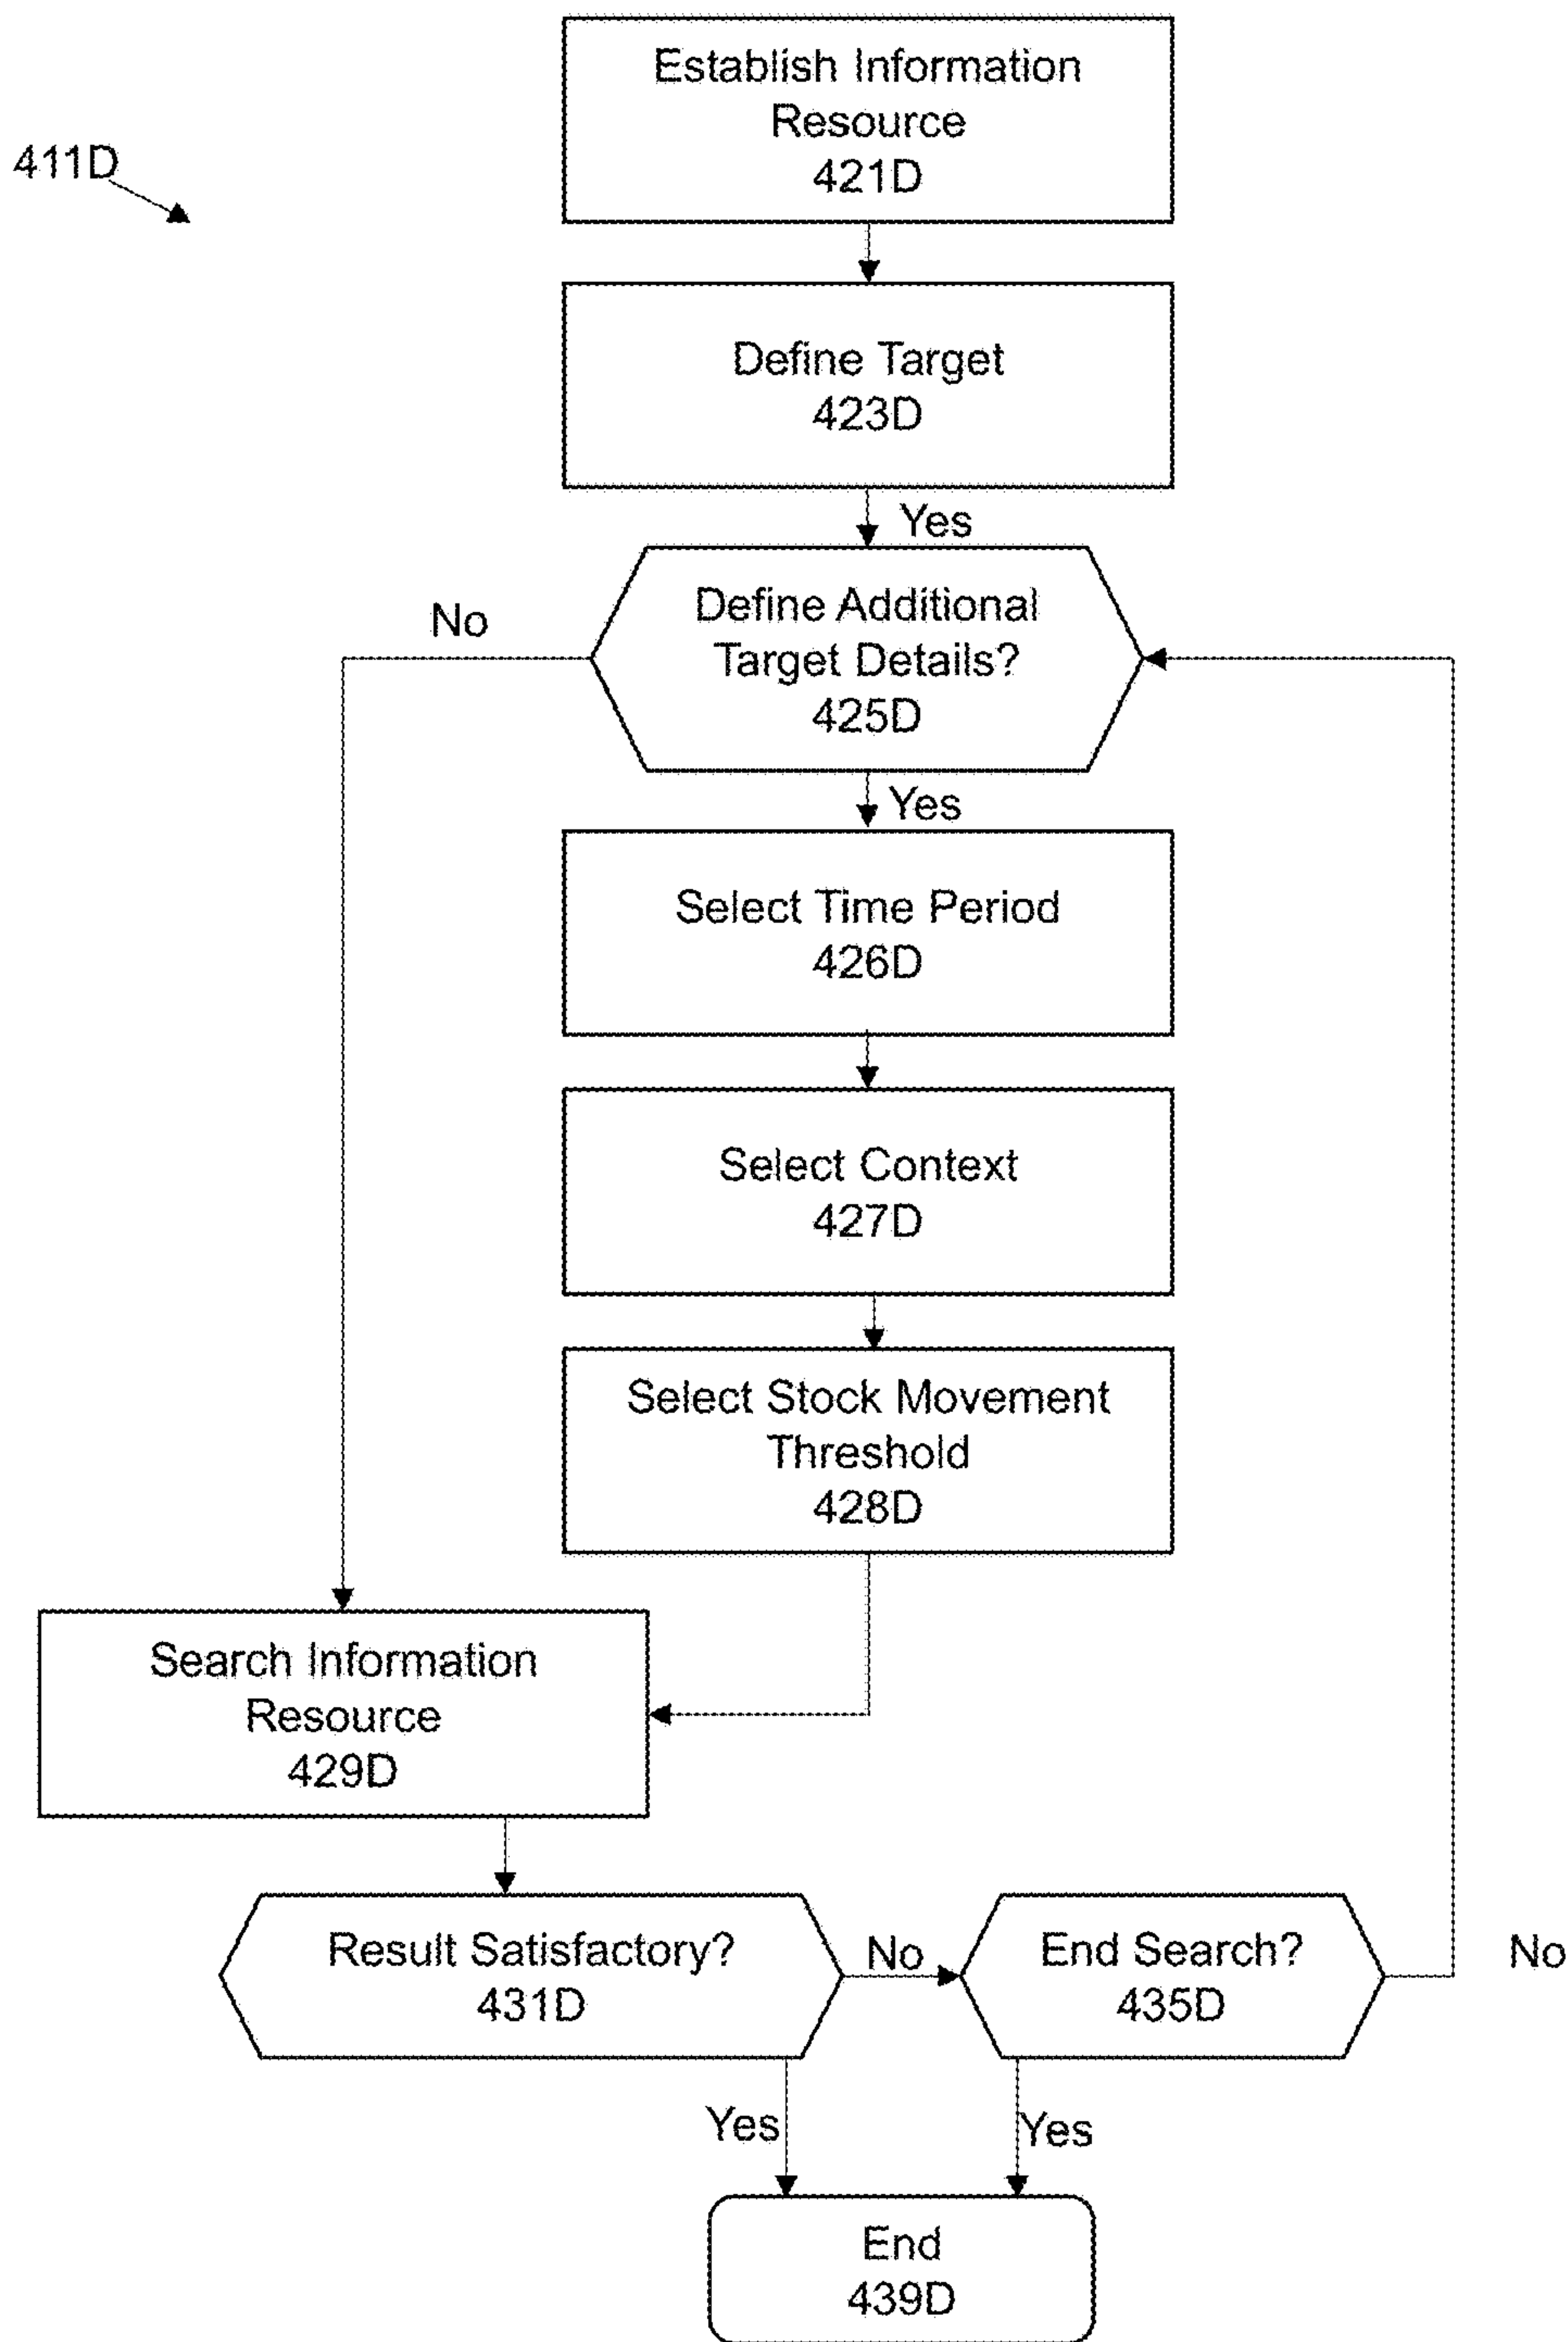 Establish Information
Resource
421D
411D
Define Target
423D
Yes
Define Additional
Target Details?
425D
No
Yes
Select Time Period
426D
Select Context
427D
Select Stock Movement
Threshold
428D
Search Information
Resource
429D
Result Satisfactory?
431D
No
End Search?
435D
No
Yes
Yes
End
439D